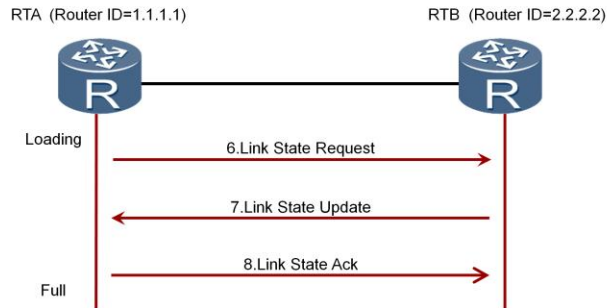 RTA (Router ID=1.1.1.1)
RTB (Router ID=2.2.2.2)
R
R
Loading
6.Link State Request
7.Link State Update
8.Link State Ack
Full